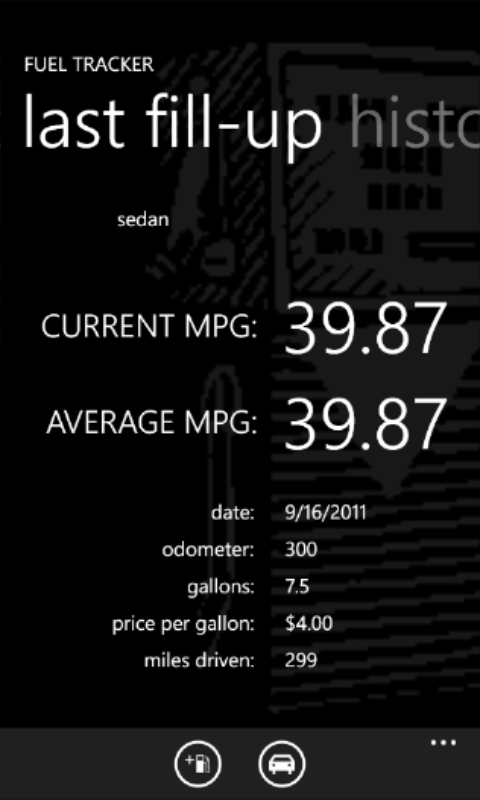 FUEL TRACKER
last fill-up histo
sedan
CURRENT MPG: 39.87
AVERAGE MPG: 39.87
date: 9/16/2011
odometer: 300
gallons: 7.5
price per gallon: $4.00
miles driven: 299